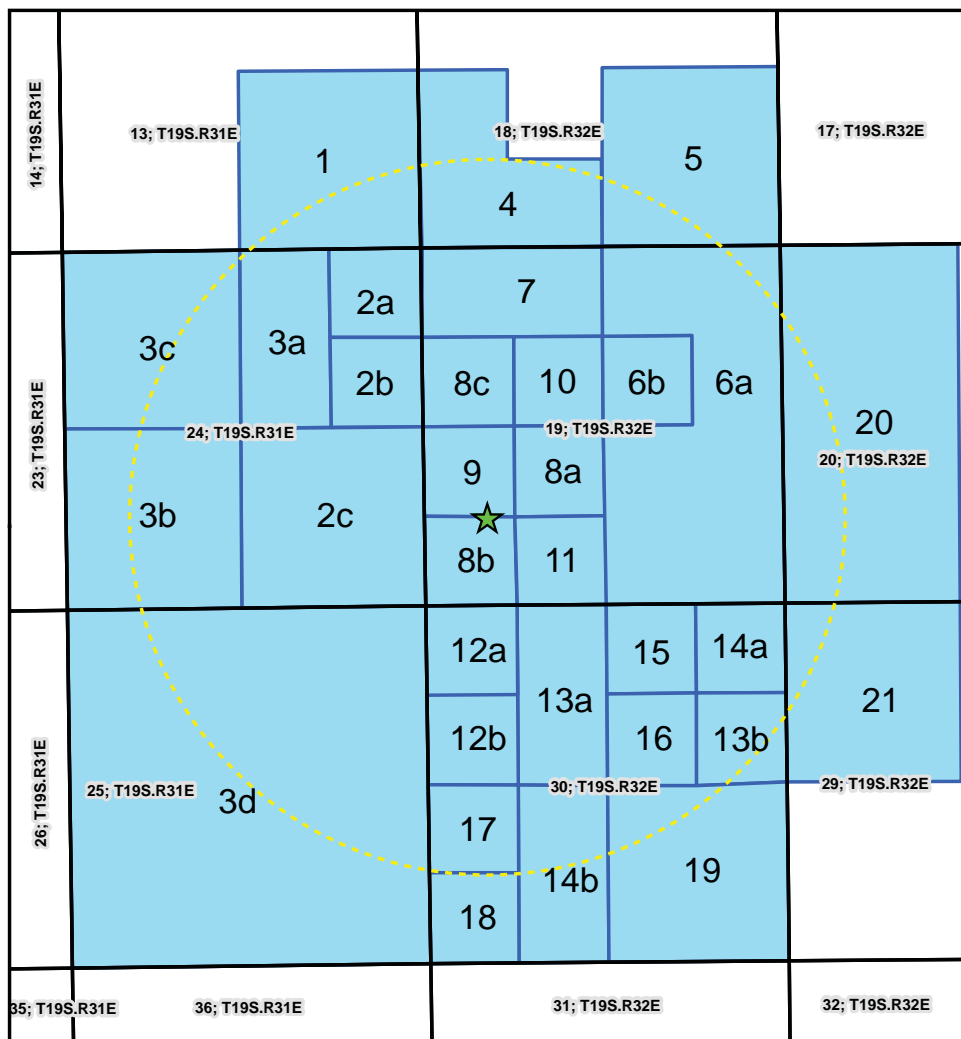 14; T19S.R31E
13; T19S.R31E
18; T19S.R32E
17; T19S.R32E
1
5
4
7
2a
3c
3a
2b
8c
10
6b
6a
20
24; T19S.R31E
19; T19S.R32E
20; T19S.R32E
23; T19S.R31E
9
8a
3b
2c
8b
11
12a
15
14a
13a
21
12b
16
13b
26; T19S.R31E
25; T19S.R31E
3d
30; T19S.R32E
29; T19S.R32E
17
14b
19
18
35; T19S.R31E
36; T19S.R31E
31; T19S.R32E
32; T19S.R32E